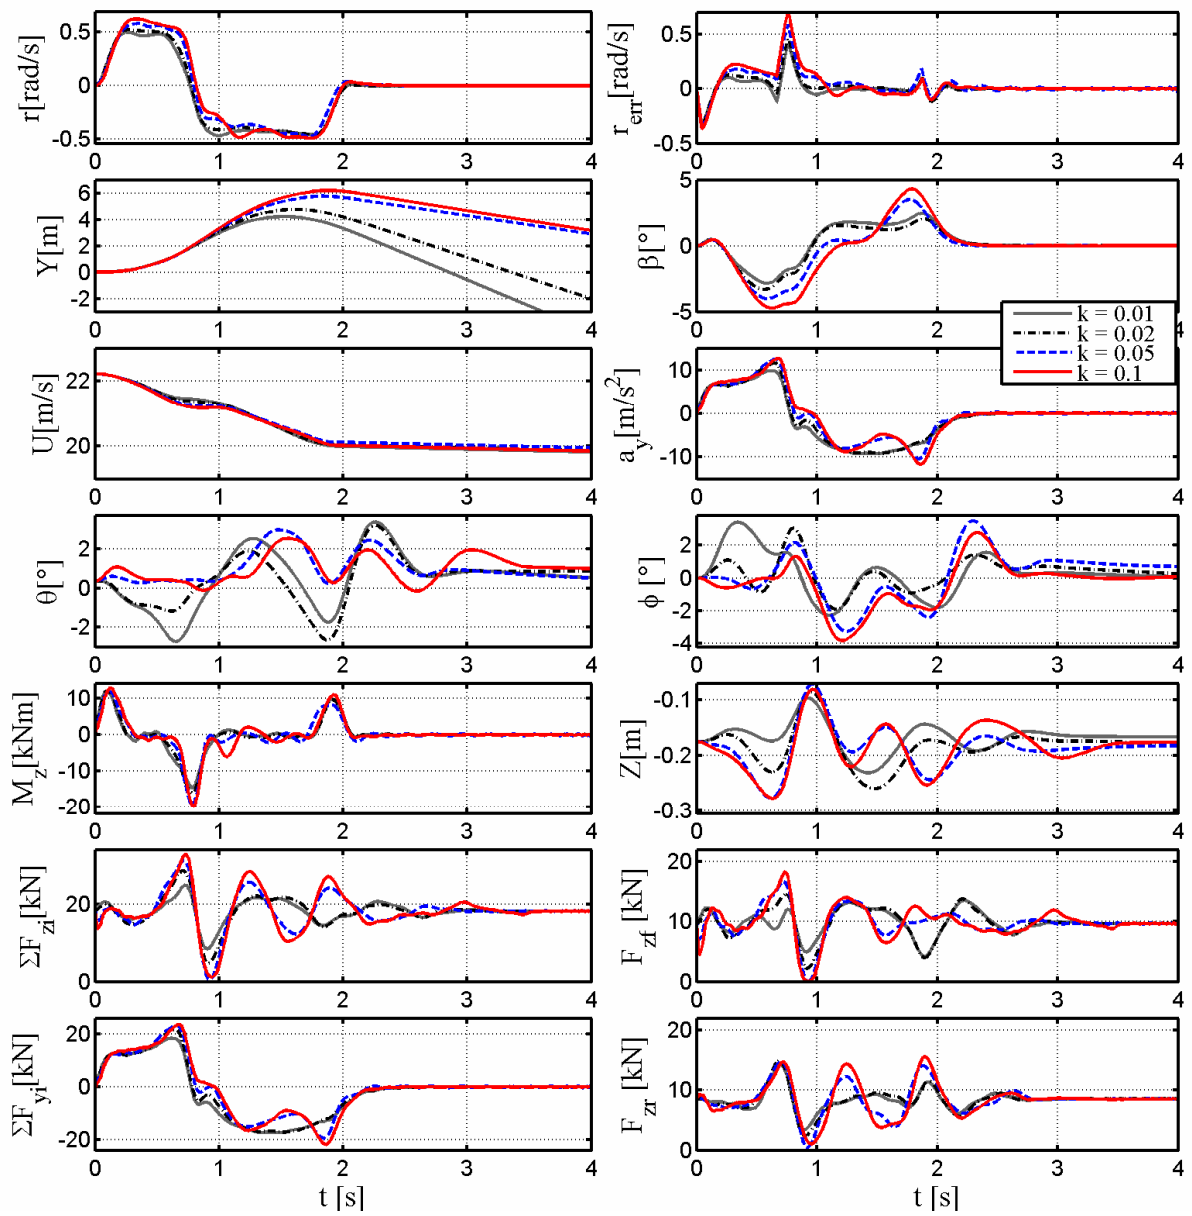 r[rad/s]
0.5
0
-0.5
0 1 2 3 4
r_err[rad/s]
0.5
0
-0.5
0 1 2 3 4
Y[m]
6
4
2
0
-2
0 1 2 3 4
β[°]
5
0
-5
0 1 2 3 4
k = 0.01
k = 0.02
k = 0.05
k = 0.1
U[m/s]
22
20
0 1 2 3 4
a_y[m/s²]
10
0
-10
0 1 2 3 4
θ[°]
2
0
-2
0 1 2 3 4
ϕ [°]
2
0
-2
-4
0 1 2 3 4
M_z[kNm]
10
0
-10
-20
0 1 2 3 4
Z[m]
-0.1
-0.2
-0.3
0 1 2 3 4
ΣF_zi[kN]
20
0
0 1 2 3 4
F_zf [kN]
20
10
0
0 1 2 3 4
ΣF_yi[kN]
20
0
-20
0 1 2 3 4
t [s]
F_zr [kN]
20
10
0
0 1 2 3 4
t [s]